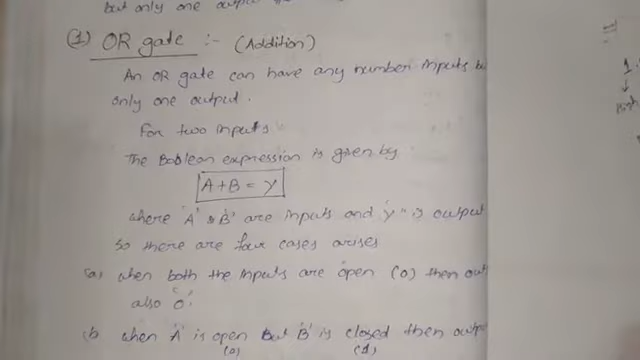 but only one output
(1) OR gate :- (Addition)
An OR gate can have any number inputs b
only one output.
For two inputs
The Boolean expression is given by
A+B = Y
where 'A' & 'B' are inputs and 'y' is output
So there are four cases arises
(a) when both the inputs are open (0) then out
also '0'.
(b) when 'A' is open but 'B' is closed then outp
(0) (1)